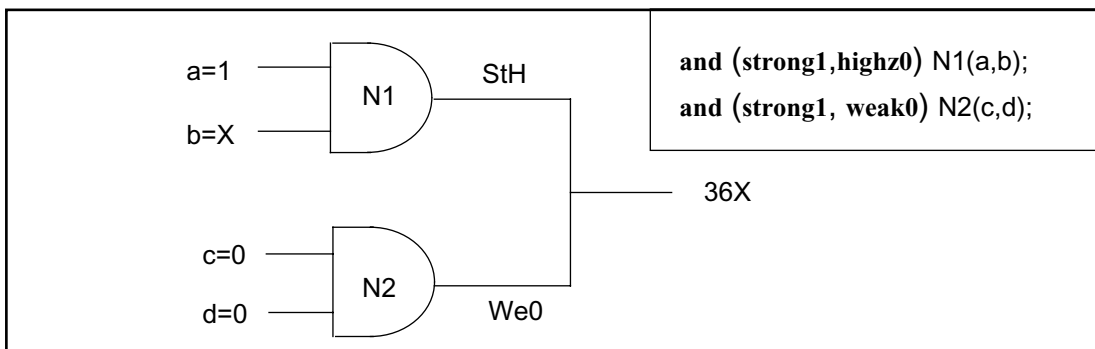 a=1
b=X
N1
StH
and (strong1,highz0) N1(a,b);
and (strong1, weak0) N2(c,d);
36X
c=0
d=0
N2
We0